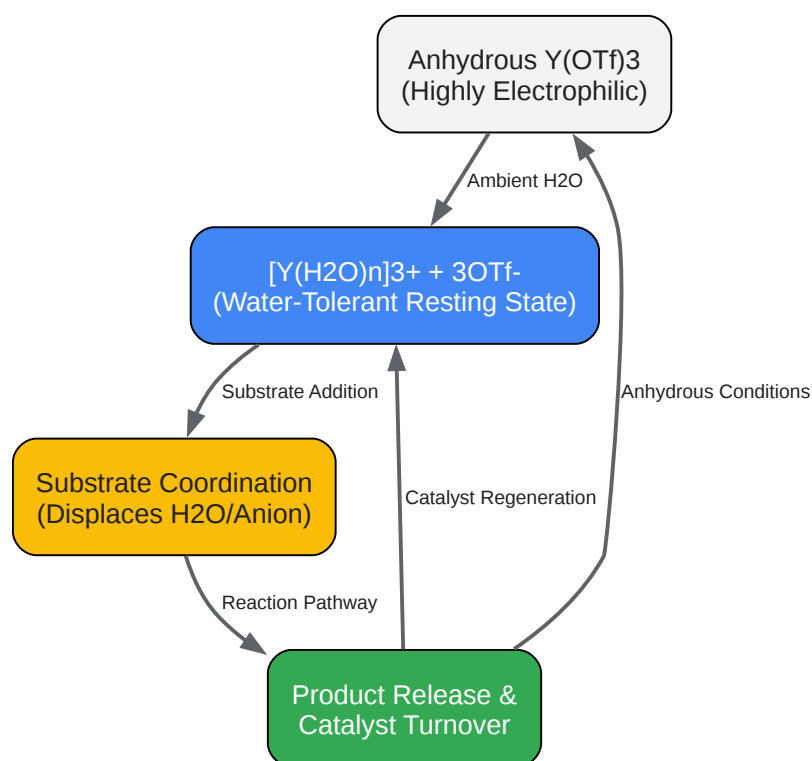 Anhydrous Y(OTf)3
(Highly Electrophilic)
Ambient H2O
[Y(H2O)n]3+ + 3OTf-
(Water-Tolerant Resting State)
Substrate Addition
Anhydrous Conditions
Substrate Coordination
(Displaces H2O/Anion)
Catalyst Regeneration
Reaction Pathway
Product Release &
Catalyst Turnover